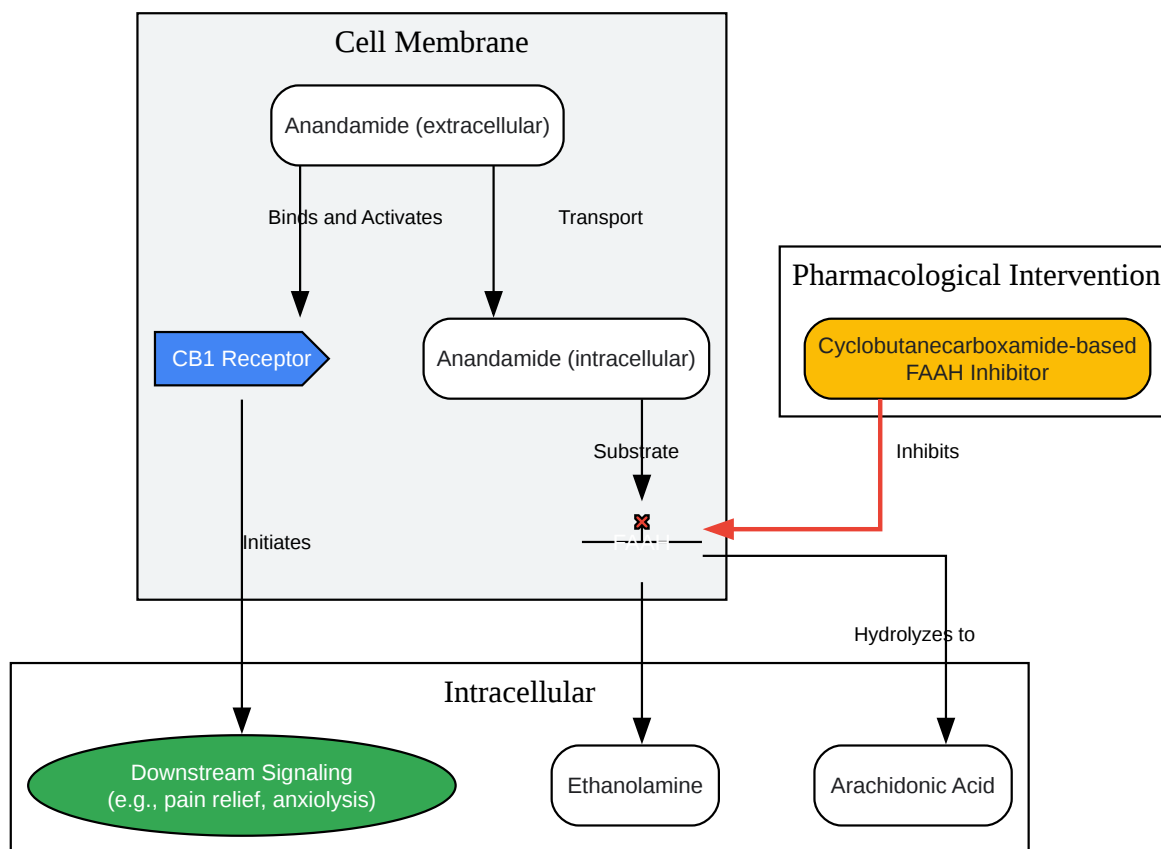 Cell Membrane
Anandamide (extracellular)
Binds and Activates
Transport
Pharmacological Intervention
CB1 Receptor
Anandamide (intracellular)
Cyclobutanecarboxamide-based
FAAH Inhibitor
Substrate
Inhibits
FAAH
Initiates
Hydrolyzes to
Intracellular
Downstream Signaling
(e.g., pain relief, anxiolysis)
Ethanolamine
Arachidonic Acid